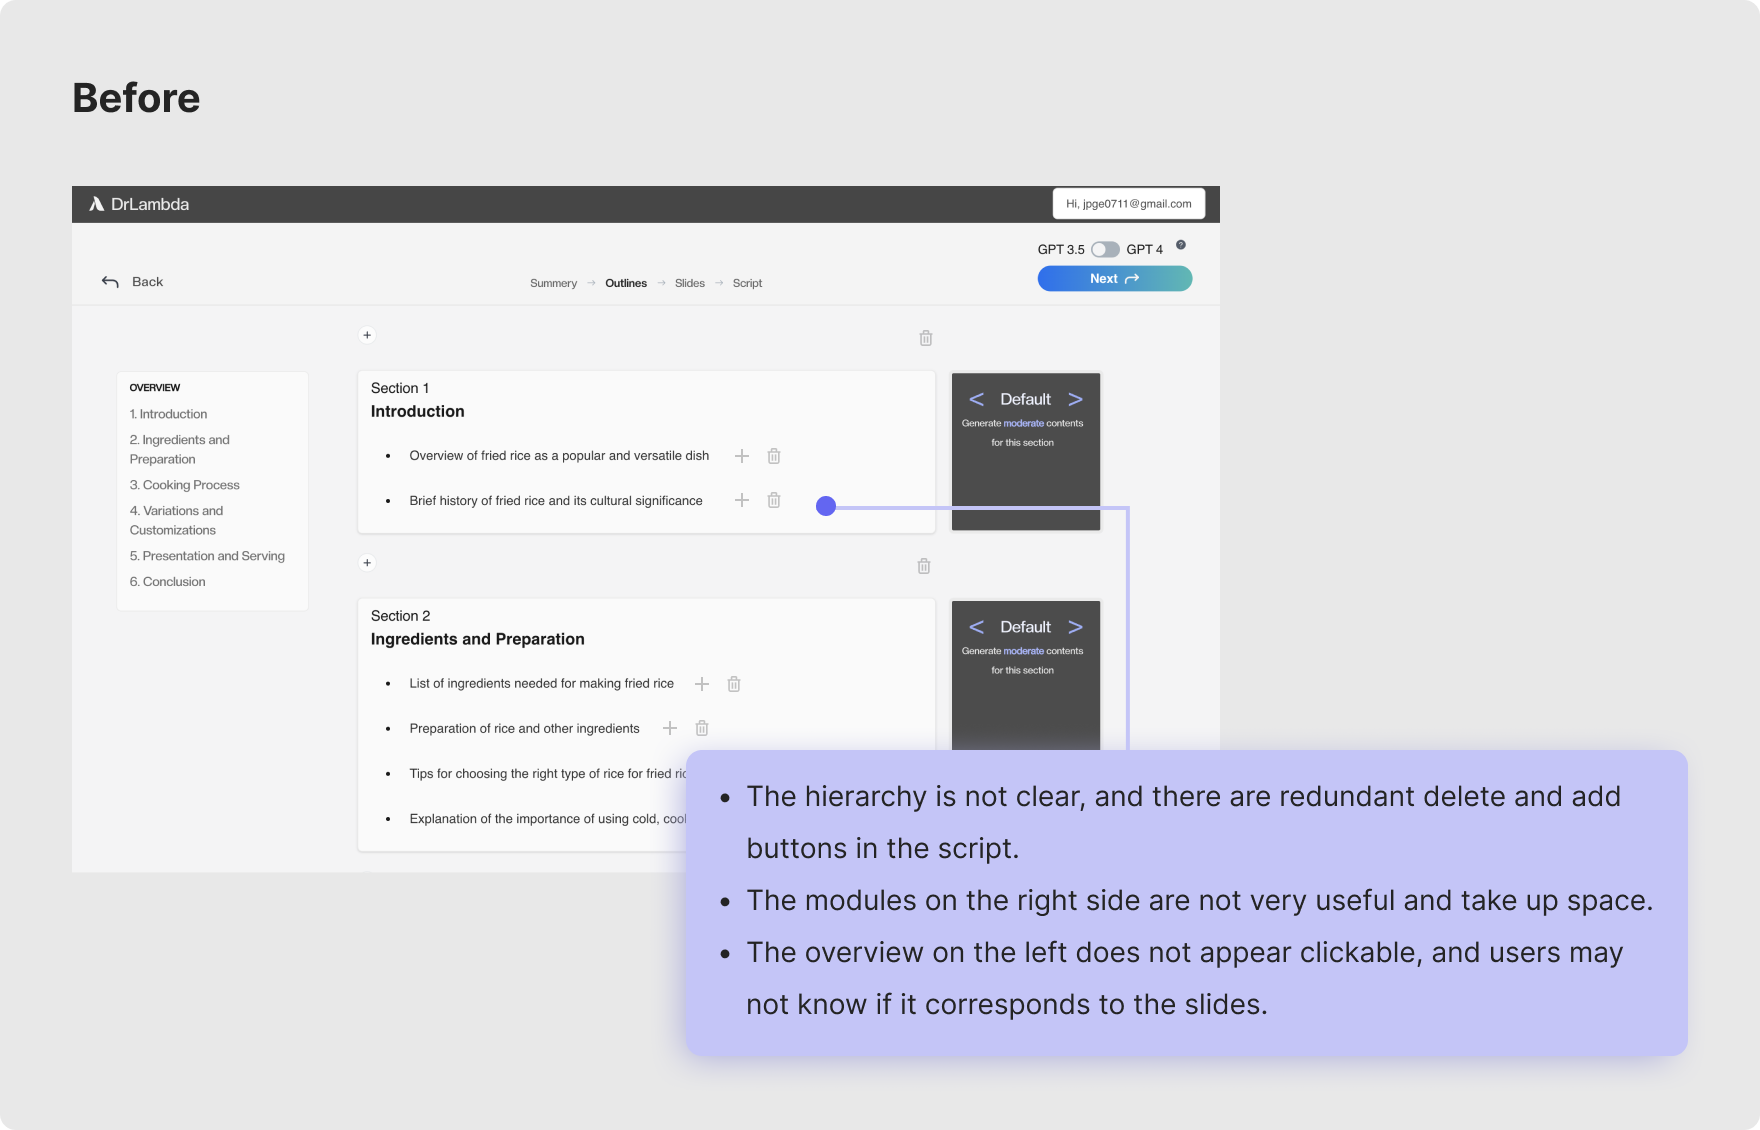 Before
DrLambda
Hi, jpge0711@gmail.com
GPT 3.5 GPT 4 ?
Back
Summary → Outlines → Slides → Script
Next
+
OVERVIEW
1. Introduction
2. Ingredients and
Preparation
3. Cooking Process
4. Variations and
Customizations
5. Presentation and Serving
6. Conclusion
Section 1
Introduction
• Overview of fried rice as a popular and versatile dish
• Brief history of fried rice and its cultural significance
< Default >
Generate moderate contents
for this section
+
Section 2
Ingredients and Preparation
• List of ingredients needed for making fried rice
• Preparation of rice and other ingredients
• Tips for choosing the right type of rice for fried ric
• Explanation of the importance of using cold, cool
< Default >
Generate moderate contents
for this section
• The hierarchy is not clear, and there are redundant delete and add
buttons in the script.
• The modules on the right side are not very useful and take up space.
• The overview on the left does not appear clickable, and users may
not know if it corresponds to the slides.